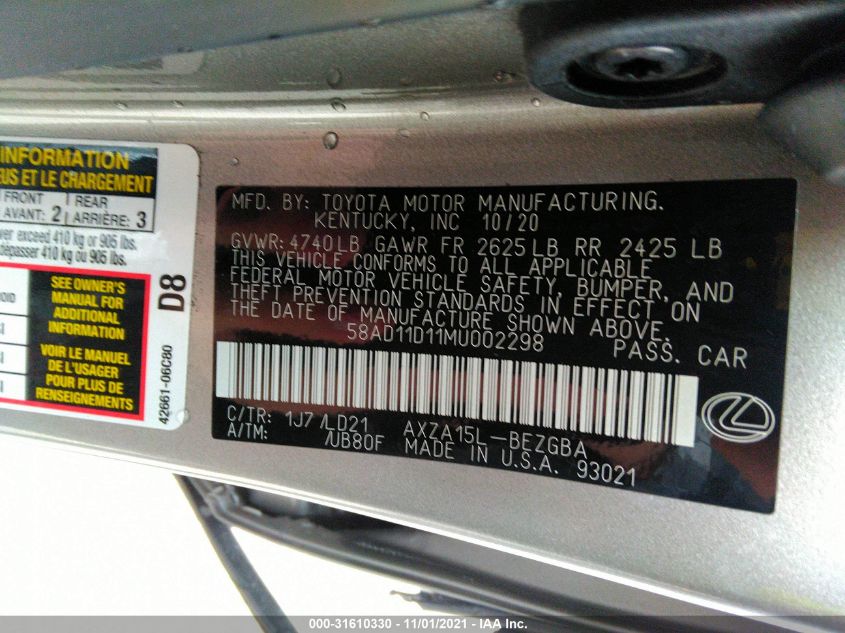 INFORMATION
EUS ET LE CHARGEMENT
FRONT
AVANT: 2
REAR
ARRIÈRE: 3
ver exceed 410 kg or 905 lbs.
dépasser 410 kg ou 905 lbs.
SEE OWNER'S
MANUAL FOR
ADDITIONAL
INFORMATION
VOIR LE MANUEL
DE L'USAGER
POUR PLUS DE
RENSEIGNEMENTS
D8
42661-06C80
MFD. BY: TOYOTA MOTOR MANUFACTURING,
KENTUCKY, INC 10/20
GVWR: 4740LB GAWR FR 2625LB RR 2425 LB
THIS VEHICLE CONFORMS TO ALL APPLICABLE
FEDERAL MOTOR VEHICLE SAFETY, BUMPER, AND
THEFT PREVENTION STANDARDS IN EFFECT ON
THE DATE OF MANUFACTURE SHOWN ABOVE.
58AD11D11MU002298 PASS. CAR
C/TR: 1J7 /LD21 AXZA15L-BEZGBA
A/TM: /UB80F MADE IN U.S.A. 93021
000-31610330 - 11/01/2021 - IAA Inc.